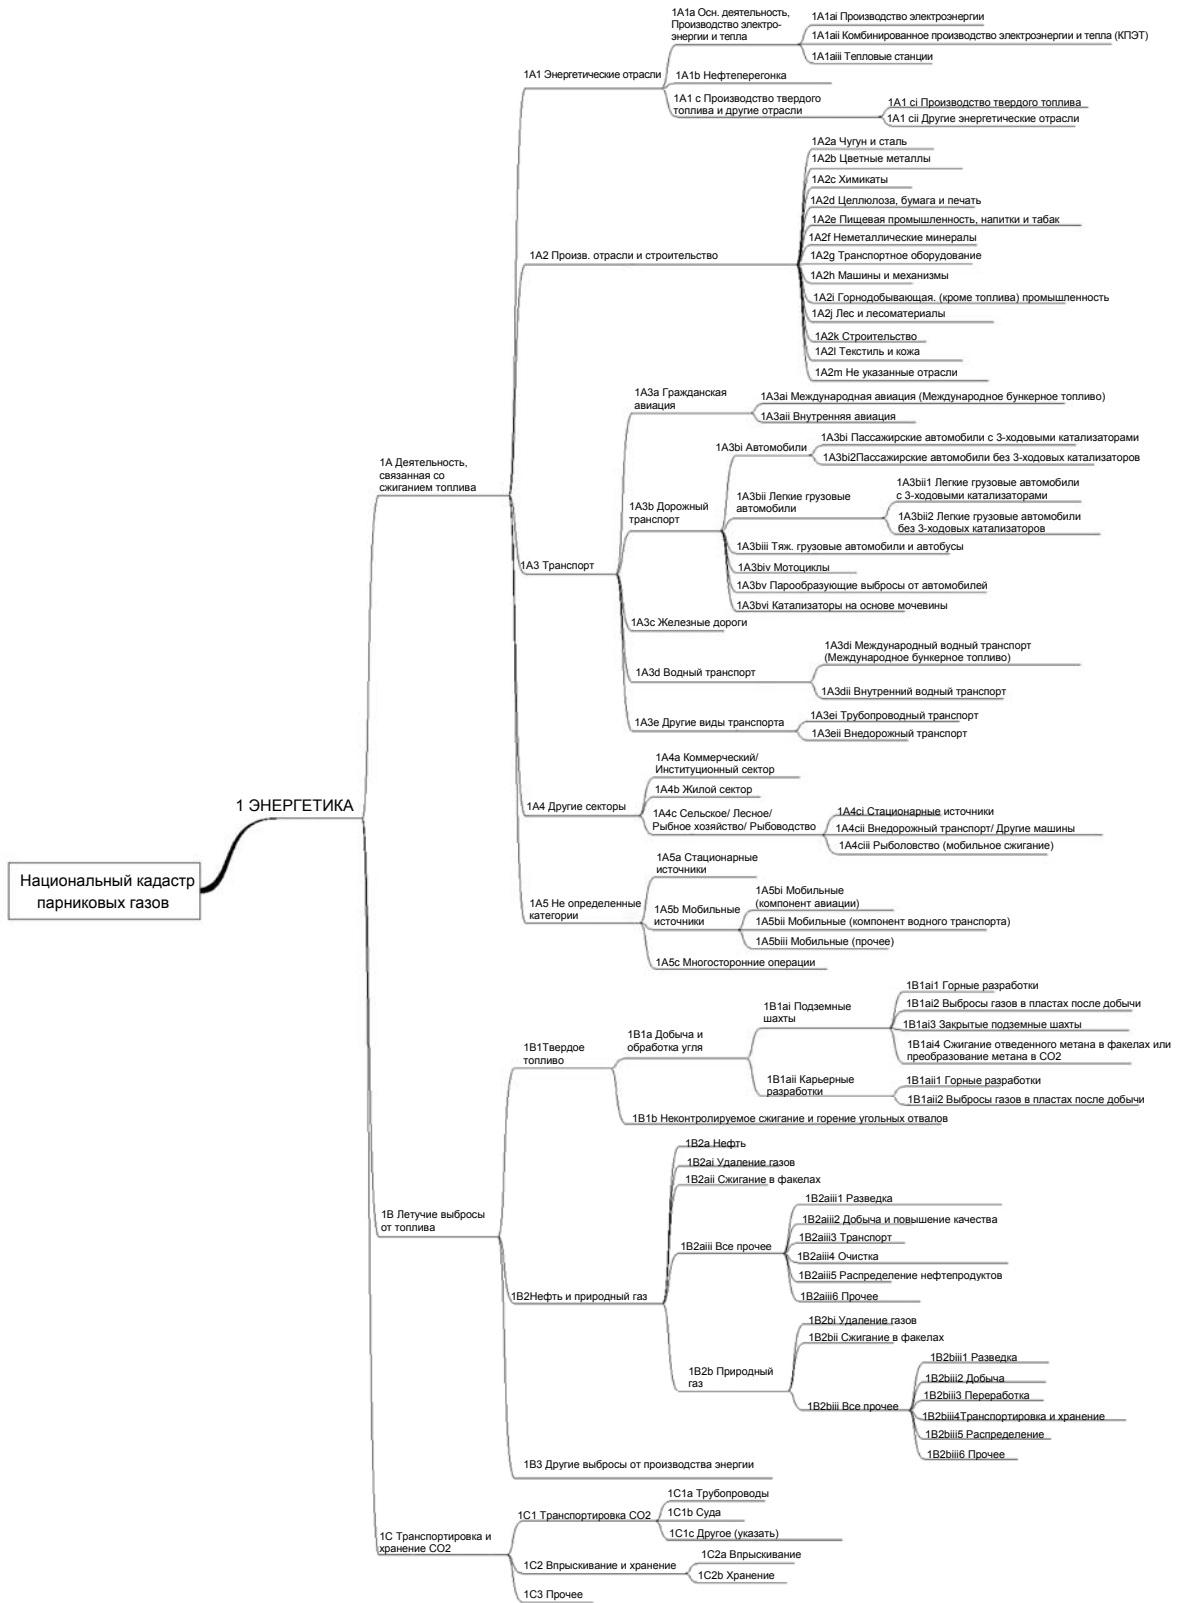 Национальный кадастр
парниковых газов
1 ЭНЕРГЕТИКА
1A Деятельность,
связанная со
сжиганием топлива
1A1 Энергетические отрасли
1A1a Осн. деятельность,
Производство электро-
энергии и тепла
1A1ai Производство электроэнергии
1A1aii Комбинированное производство электроэнергии и тепла (КПЭТ)
1A1aiii Тепловые станции
1A1b Нефтеперегонка
1A1 c Производство твердого
топлива и другие отрасли
1A1 ci Производство твердого топлива
1A1 cii Другие энергетические отрасли
1A2 Произв. отрасли и строительство
1A2a Чугун и сталь
1A2b Цветные металлы
1A2c Химикаты
1A2d Целлюлоза, бумага и печать
1A2e Пищевая промышленность, напитки и табак
1A2f Неметаллические минералы
1A2g Транспортное оборудование
1A2h Машины и механизмы
1A2i Горнодобывающая. (кроме топлива) промышленность
1A2j Лес и лесоматериалы
1A2k Строительство
1A2l Текстиль и кожа
1A2m Не указанные отрасли
1A3 Транспорт
1A3a Гражданская
авиация
1A3ai Международная авиация (Международное бункерное топливо)
1A3aii Внутренняя авиация
1A3b Дорожный
транспорт
1A3bi Автомобили
1A3bi Пассажирские автомобили с 3-ходовыми катализаторами
1A3bi2Пассажирские автомобили без 3-ходовых катализаторов
1A3bii Легкие грузовые
автомобили
1A3bii1 Легкие грузовые автомобили
с 3-ходовыми катализаторами
1A3bii2 Легкие грузовые автомобили
без 3-ходовых катализаторов
1A3biii Тяж. грузовые автомобили и автобусы
1A3biv Мотоциклы
1A3bv Парообразующие выбросы от автомобилей
1A3bvi Катализаторы на основе мочевины
1A3c Железные дороги
1A3d Водный транспорт
1A3di Международный водный транспорт
(Международное бункерное топливо)
1A3dii Внутренний водный транспорт
1A3e Другие виды транспорта
1A3ei Трубопроводный транспорт
1A3eii Внедорожный транспорт
1A4 Другие секторы
1A4a Коммерческий/
Институционный сектор
1A4b Жилой сектор
1A4c Сельское/ Лесное/
Рыбное хозяйство/ Рыбоводство
1A4ci Стационарные источники
1A4cii Внедорожный транспорт/ Другие машины
1A4ciii Рыболовство (мобильное сжигание)
1A5 Не определенные
категории
1A5a Стационарные
источники
1A5b Мобильные
источники
1A5bi Мобильные
(компонент авиации)
1A5bii Мобильные (компонент водного транспорта)
1A5biii Мобильные (прочее)
1A5c Многосторонние операции
1B Летучие выбросы
от топлива
1B1Твердое
топливо
1B1a Добыча и
обработка угля
1B1ai Подземные
шахты
1B1ai1 Горные разработки
1B1ai2 Выбросы газов в пластах после добычи
1B1ai3 Закрытые подземные шахты
1B1ai4 Сжигание отведенного метана в факелах или
преобразование метана в CO2
1B1aii Карьерные
разработки
1B1aii1 Горные разработки
1B1aii2 Выбросы газов в пластах после добычи
1B1b Неконтролируемое сжигание и горение угольных отвалов
1B2Нефть и природный газ
1B2a Нефть
1B2ai Удаление газов
1B2aii Сжигание в факелах
1B2aiii Все прочее
1B2aiii1 Разведка
1B2aiii2 Добыча и повышение качества
1B2aiii3 Транспорт
1B2aiii4 Очистка
1B2aiii5 Распределение нефтепродуктов
1B2aiii6 Прочее
1B2b Природный
газ
1B2bi Удаление газов
1B2bii Сжигание в факелах
1B2biii Все прочее
1B2biii1 Разведка
1B2biii2 Добыча
1B2biii3 Переработка
1B2biii4Транспортировка и хранение
1B2biii5 Распределение
1B2biii6 Прочее
1B3 Другие выбросы от производства энергии
1C Транспортировка и
хранение CO2
1C1 Транспортировка CO2
1C1a Трубопроводы
1C1b Суда
1C1c Другое (указать)
1C2 Впрыскивание и хранение
1C2a Впрыскивание
1C2b Хранение
1C3 Прочее